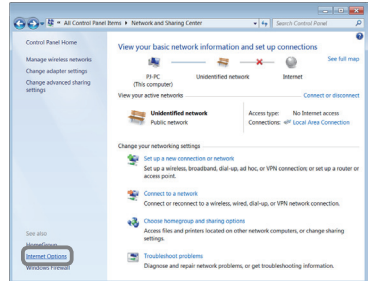 « All Control Panel Items ▸ Network and Sharing Center
Search Control Panel
Control Panel Home
Manage wireless networks
Change adapter settings
Change advanced sharing
settings
See also
HomeGroup
Internet Options
Windows Firewall
View your basic network information and set up connections
See full map
PJ-PC
(This computer)
Unidentified network
Internet
View your active networks
Connect or disconnect
Unidentified network
Public network
Access type: No Internet access
Connections: Local Area Connection
Change your networking settings
Set up a new connection or network
Set up a wireless, broadband, dial-up, ad hoc, or VPN connection; or set up a router or
access point.
Connect to a network
Connect or reconnect to a wireless, wired, dial-up, or VPN network connection.
Choose homegroup and sharing options
Access files and printers located on other network computers, or change sharing
settings.
Troubleshoot problems
Diagnose and repair network problems, or get troubleshooting information.